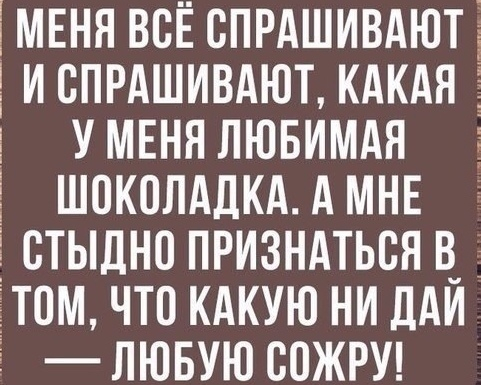 МЕНЯ ВСЁ СПРАШИВАЮТ
И СПРАШИВАЮТ, КАКАЯ
У МЕНЯ ЛЮБИМАЯ
ШОКОЛАДКА. А МНЕ
СТЫДНО ПРИЗНАТЬСЯ В
ТОМ, ЧТО КАКУЮ НИ ДАЙ
— ЛЮБУЮ СОЖРУ!